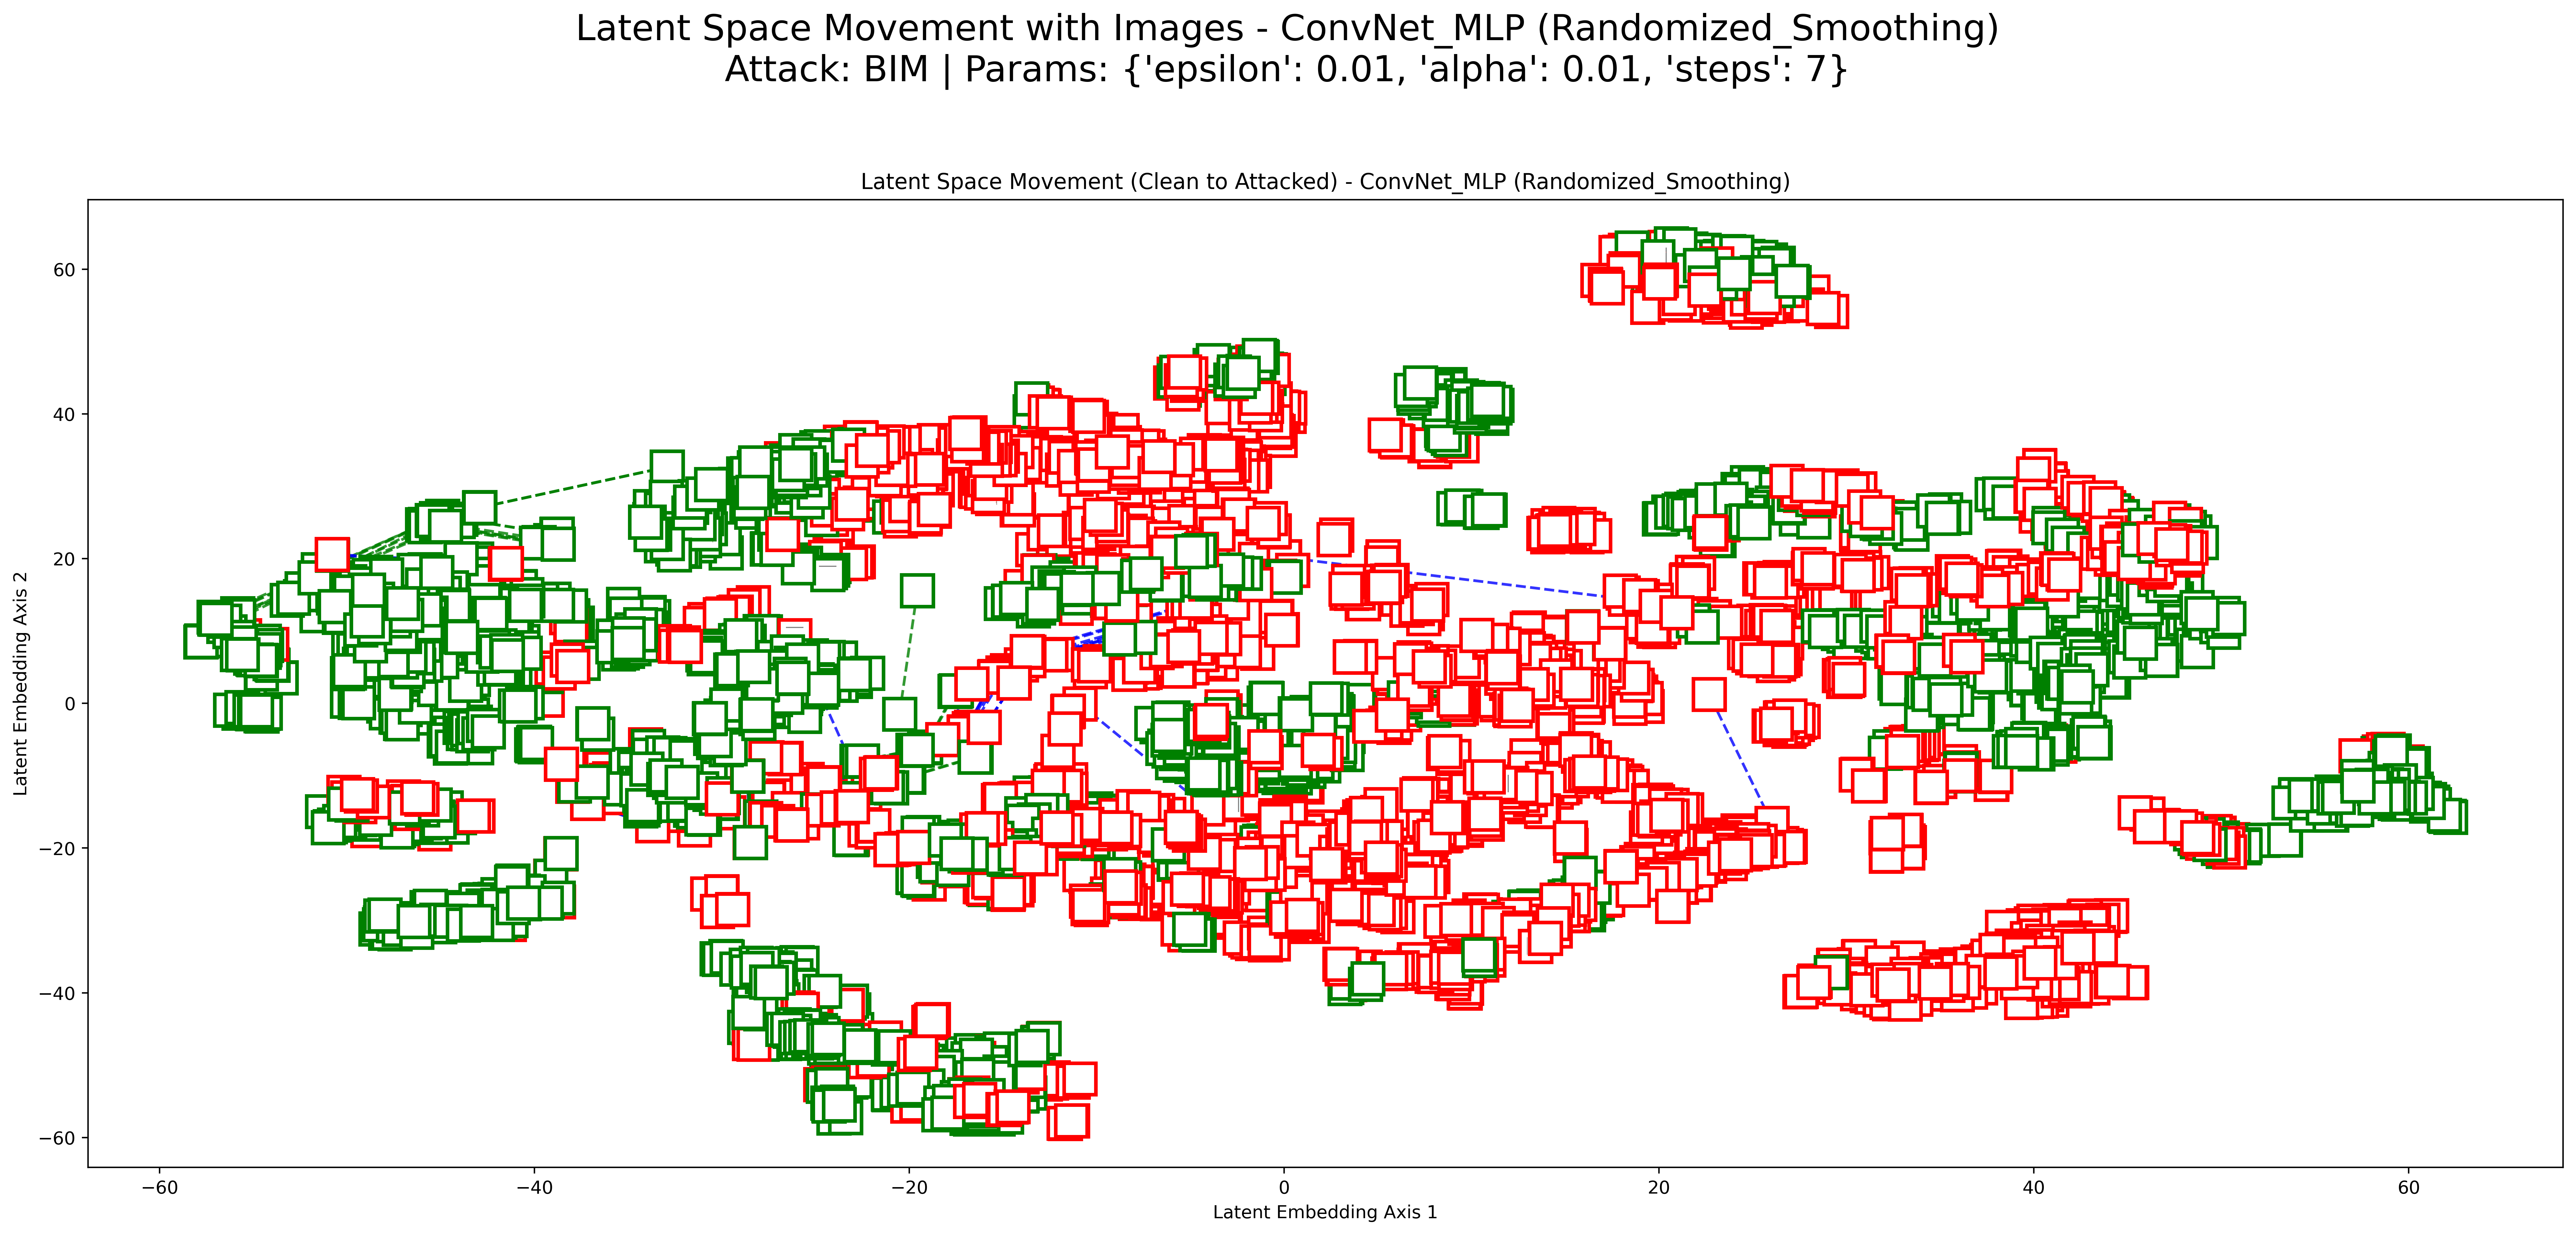 Latent Space Movement with Images - ConvNet_MLP (Randomized_Smoothing)
Attack: BIM | Params: {'epsilon': 0.01, 'alpha': 0.01, 'steps': 7}
Latent Space Movement (Clean to Attacked) - ConvNet_MLP (Randomized_Smoothing)
Latent Embedding Axis 2
60
40
20
0
−20
−40
−60
−60 −40 −20 0 20 40 60
Latent Embedding Axis 1